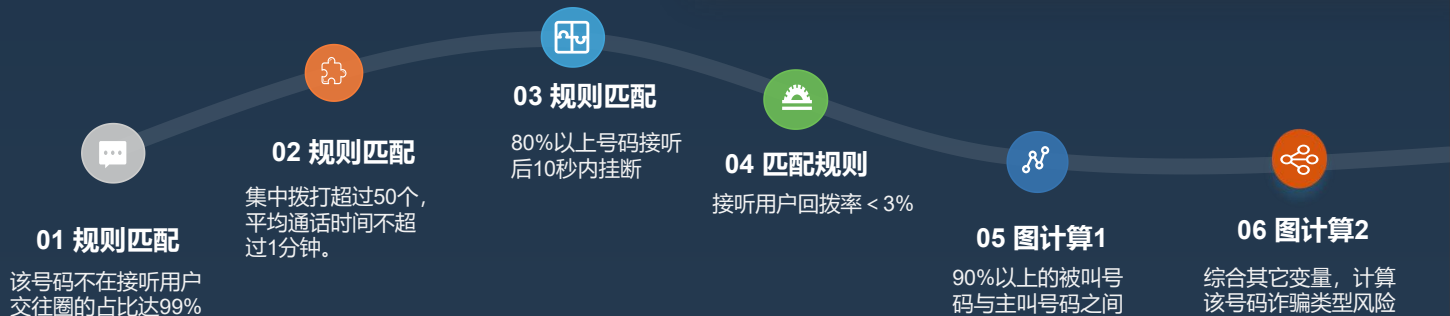 01 规则匹配
该号码不在接听用户
交往圈的占比达99%
02 规则匹配
集中拨打超过50个，
平均通话时间不超
过1分钟。
03 规则匹配
80%以上号码接听
后10秒内挂断
04 匹配规则
接听用户回拨率＜3%
05 图计算1
90%以上的被叫号
码与主叫号码之间
06 图计算2
综合其它变量，计算
该号码诈骗类型风险